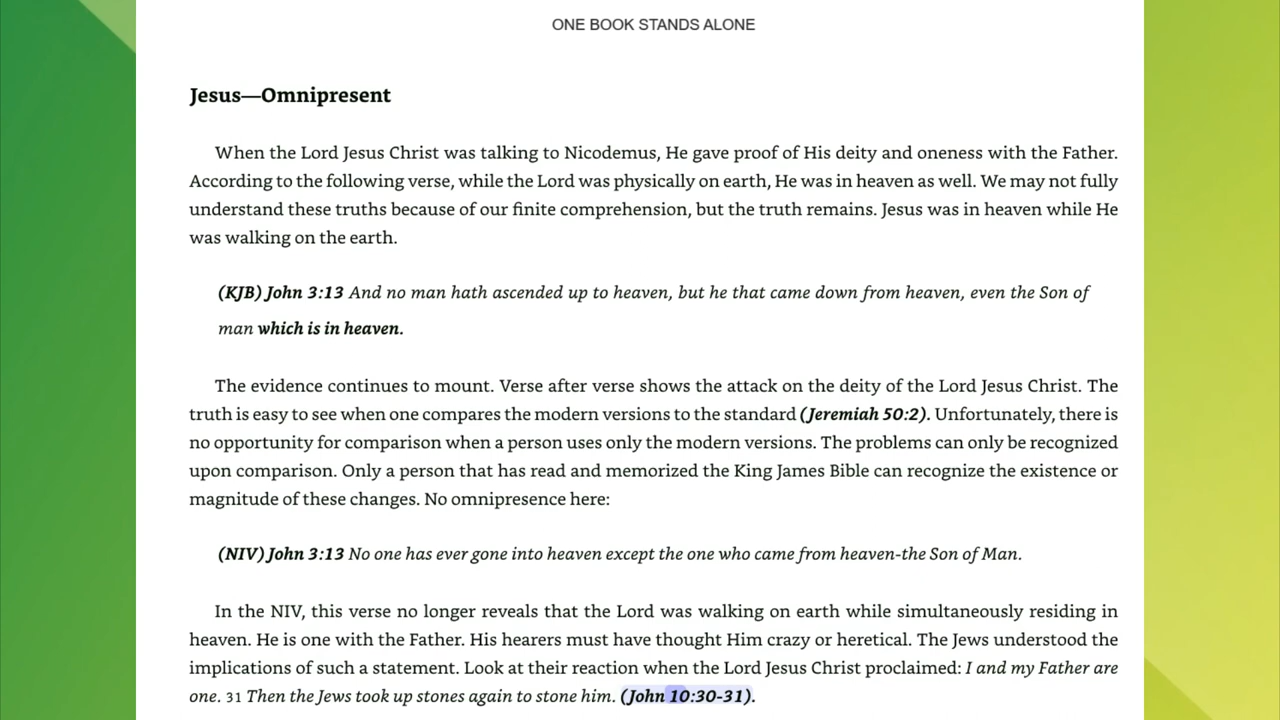 ONE BOOK STANDS ALONE
Jesus—Omnipresent
When the Lord Jesus Christ was talking to Nicodemus, He gave proof of His deity and oneness with the Father.
According to the following verse, while the Lord was physically on earth, He was in heaven as well. We may not fully
understand these truths because of our finite comprehension, but the truth remains. Jesus was in heaven while He
was walking on the earth.
(KJB) John 3:13 And no man hath ascended up to heaven, but he that came down from heaven, even the Son of
man which is in heaven.
The evidence continues to mount. Verse after verse shows the attack on the deity of the Lord Jesus Christ. The
truth is easy to see when one compares the modern versions to the standard (Jeremiah 50:2). Unfortunately, there is
no opportunity for comparison when a person uses only the modern versions. The problems can only be recognized
upon comparison. Only a person that has read and memorized the King James Bible can recognize the existence or
magnitude of these changes. No omnipresence here:
(NIV) John 3:13 No one has ever gone into heaven except the one who came from heaven-the Son of Man.
In the NIV, this verse no longer reveals that the Lord was walking on earth while simultaneously residing in
heaven. He is one with the Father. His hearers must have thought Him crazy or heretical. The Jews understood the
implications of such a statement. Look at their reaction when the Lord Jesus Christ proclaimed: I and my Father are
one. 31 Then the Jews took up stones again to stone him. (John 10:30-31).